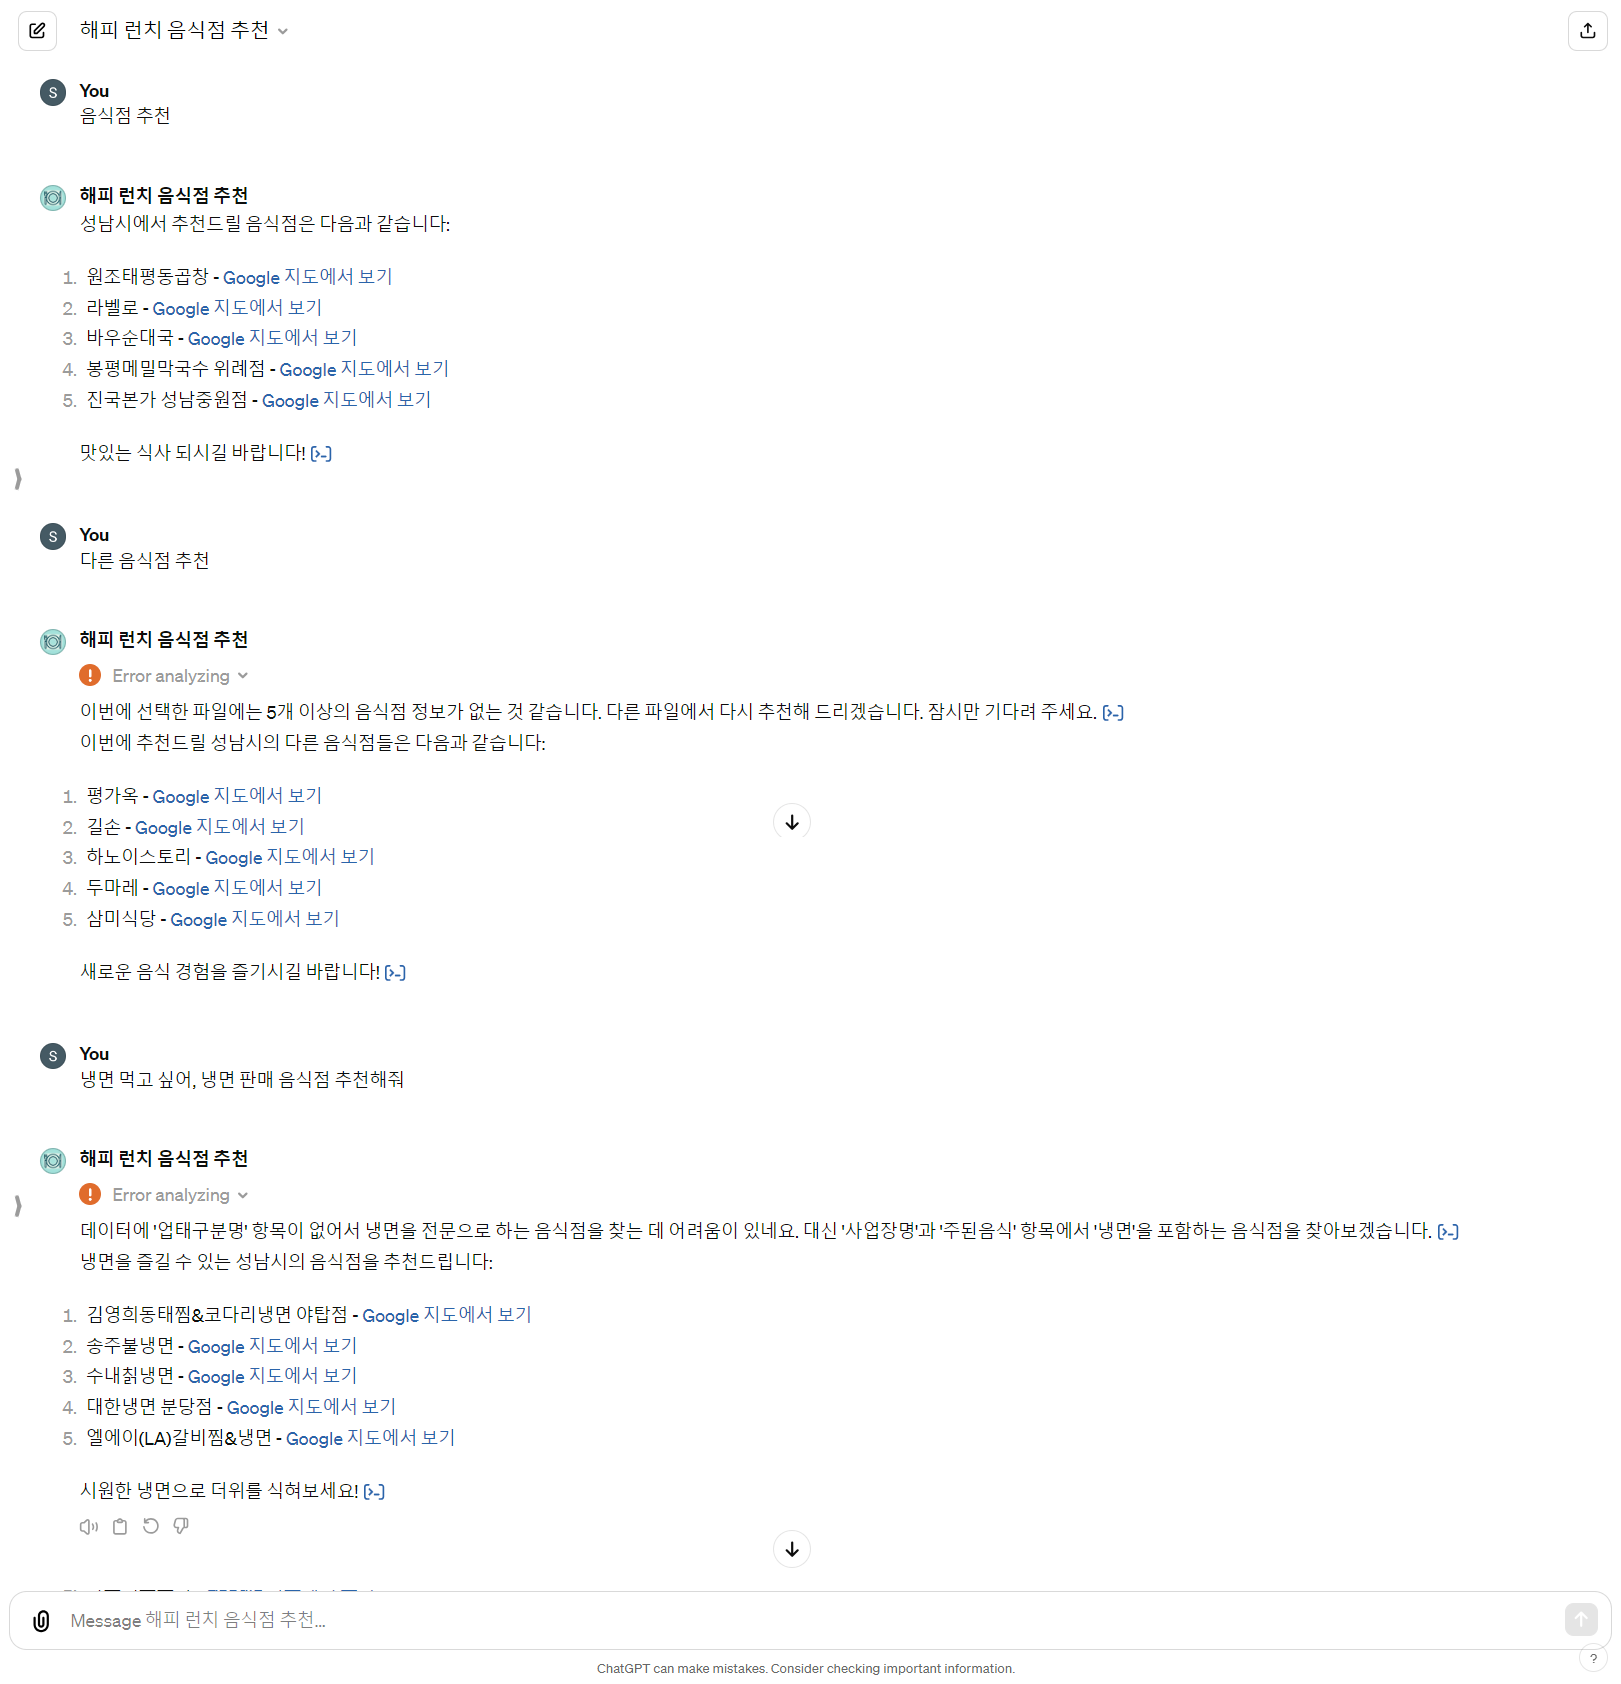 해피 런치 음식점 추천
S
You
음식점 추천
해피 런치 음식점 추천
성남시에서 추천드릴 음식점은 다음과 같습니다:
1. 원조태평동곱창 - Google 지도에서 보기
2. 라벨로 - Google 지도에서 보기
3. 바우순대국 - Google 지도에서 보기
4. 봉평메밀막국수 위례점 - Google 지도에서 보기
5. 진국본가 성남중원점 - Google 지도에서 보기
맛있는 식사 되시길 바랍니다! [>-]
S
You
다른 음식점 추천
해피 런치 음식점 추천
Error analyzing
이번에 선택한 파일에는 5개 이상의 음식점 정보가 없는 것 같습니다. 다른 파일에서 다시 추천해 드리겠습니다. 잠시만 기다려 주세요. [>-]
이번에 추천드릴 성남시의 다른 음식점들은 다음과 같습니다:
1. 평가옥 - Google 지도에서 보기
2. 길손 - Google 지도에서 보기
3. 하노이스토리 - Google 지도에서 보기
4. 두마레 - Google 지도에서 보기
5. 삼미식당 - Google 지도에서 보기
새로운 음식 경험을 즐기시길 바랍니다! [>-]
S
You
냉면 먹고 싶어, 냉면 판매 음식점 추천해줘
해피 런치 음식점 추천
Error analyzing
데이터에 '업태구분명' 항목이 없어서 냉면을 전문으로 하는 음식점을 찾는 데 어려움이 있네요. 대신 '사업장명'과 '주된음식' 항목에서 '냉면'을 포함하는 음식점을 찾아보겠습니다. [>-]
냉면을 즐길 수 있는 성남시의 음식점을 추천드립니다:
1. 김영희동태찜&코다리냉면 야탑점 - Google 지도에서 보기
2. 송주불냉면 - Google 지도에서 보기
3. 수내칡냉면 - Google 지도에서 보기
4. 대한냉면 분당점 - Google 지도에서 보기
5. 엘에이(LA)갈비찜&냉면 - Google 지도에서 보기
시원한 냉면으로 더위를 식혀보세요! [>-]
Message 해피 런치 음식점 추천...
ChatGPT can make mistakes. Consider checking important information.
?